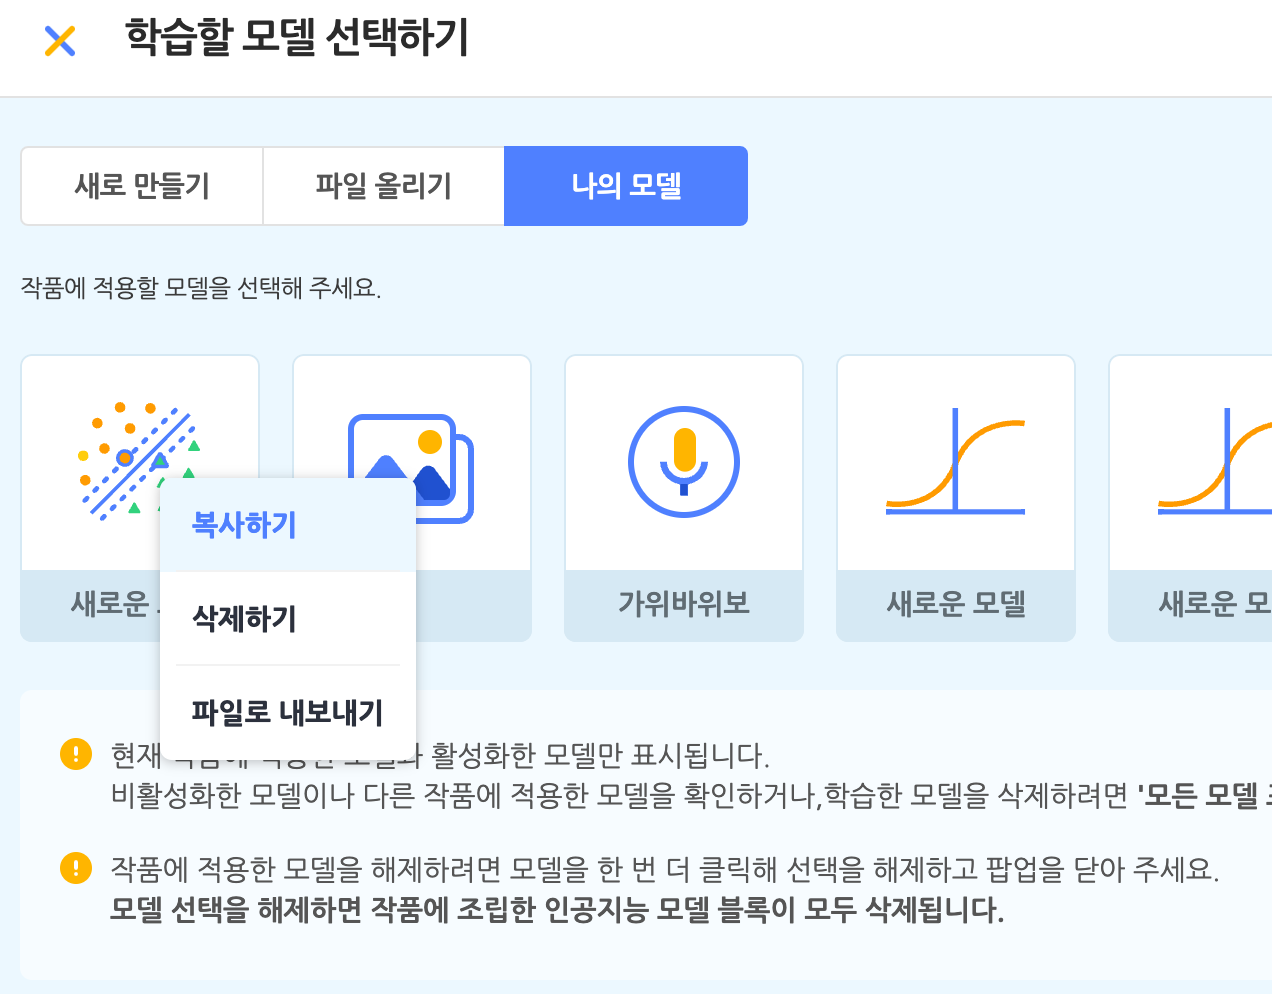 학습할 모델 선택하기
새로 만들기
파일 올리기
나의 모델
작품에 적용할 모델을 선택해 주세요.
새로운
가위바위보
새로운 모델
새로운
복사하기
삭제하기
파일로 내보내기
현재 활성화한 모델만 표시됩니다.
비활성화한 모델이나 다른 작품에 적용한 모델을 확인하거나,학습한 모델을 삭제하려면 '모든 모델
작품에 적용한 모델을 해제하려면 모델을 한 번 더 클릭해 선택을 해제하고 팝업을 닫아 주세요.
모델 선택을 해제하면 작품에 조립한 인공지능 모델 블록이 모두 삭제됩니다.